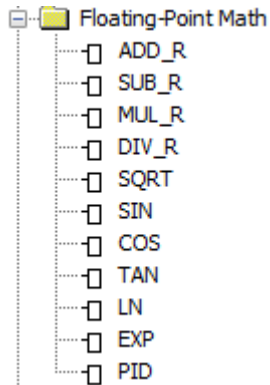 Floating-Point Math
ADD_R
SUB_R
MUL_R
DIV_R
SQRT
SIN
COS
TAN
LN
EXP
PID